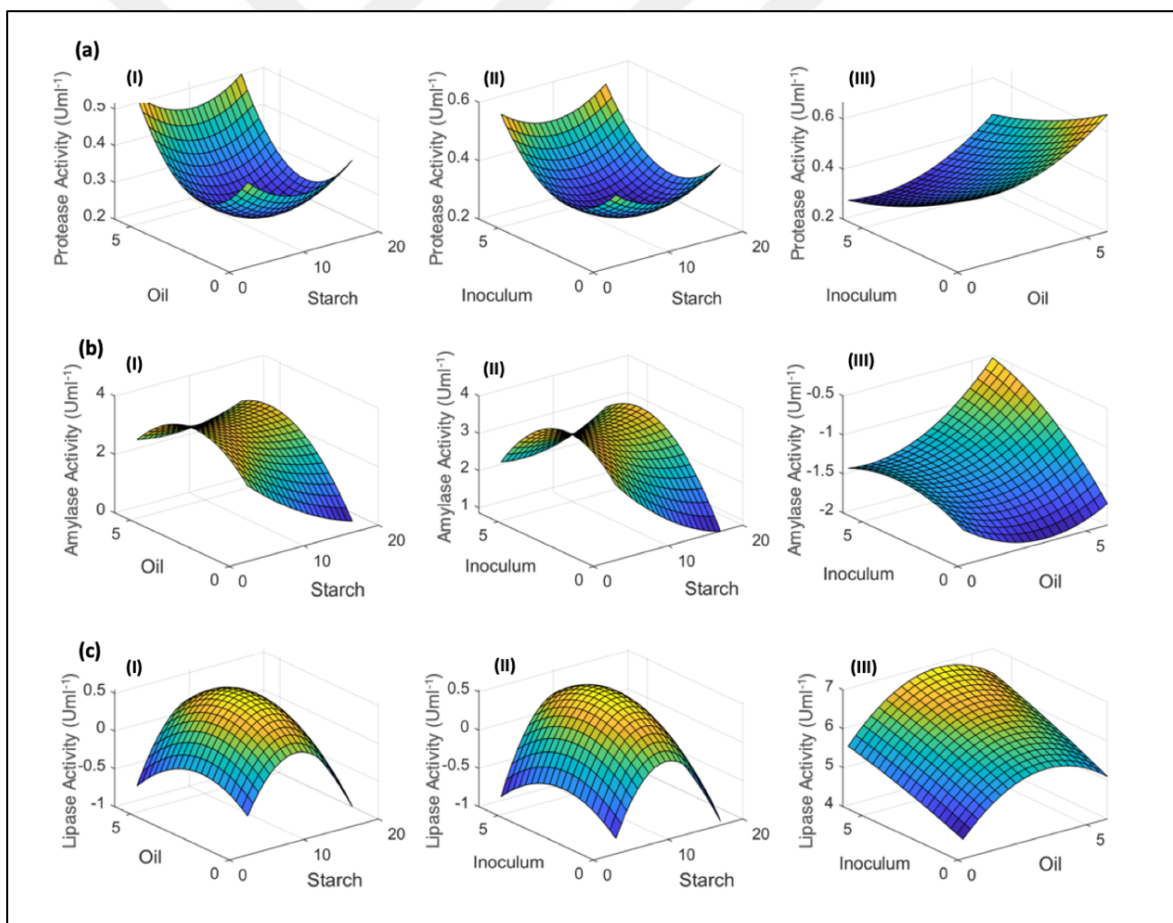 (a)
(I)
(II)
(III)
Protease Activity (Uml⁻¹)
0.5
0.4
0.3
0.2
5
0
Oil
0
10
20
Starch
Protease Activity (Uml⁻¹)
0.6
0.4
0.2
5
0
Inoculum
0
10
20
Starch
Protease Activity (Uml⁻¹)
0.6
0.4
0.2
5
0
Inoculum
0
5
Oil
(b)
(I)
(II)
(III)
Amylase Activity (Uml⁻¹)
4
2
0
5
0
Oil
0
10
20
Starch
Amylase Activity (Uml⁻¹)
4
3
2
1
5
0
Inoculum
0
10
20
Starch
Amylase Activity (Uml⁻¹)
-0.5
-1
-1.5
-2
5
0
Inoculum
0
5
Oil
(c)
(I)
(II)
(III)
Lipase Activity (Uml⁻¹)
0.5
0
-0.5
-1
5
0
Oil
0
10
20
Starch
Lipase Activity (Uml⁻¹)
0.5
0
-0.5
-1
5
0
Inoculum
0
10
20
Starch
Lipase Activity (Uml⁻¹)
7
6
5
4
5
0
Inoculum
0
5
Oil